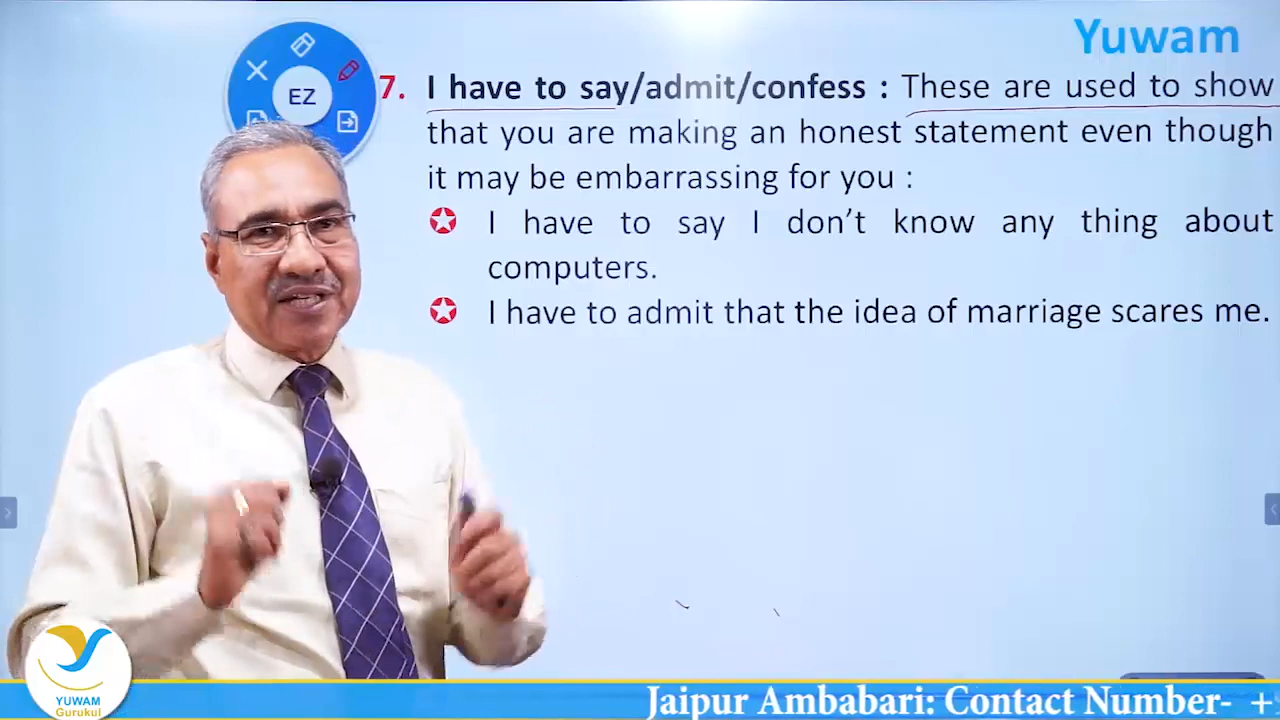 Yuwam
EZ
7. I have to say/admit/confess : These are used to show
that you are making an honest statement even though
it may be embarrassing for you :
I have to say I don't know any thing about
computers.
I have to admit that the idea of marriage scares me.
YUWAM
Gurukul
Jaipur Ambabari: Contact Number- +